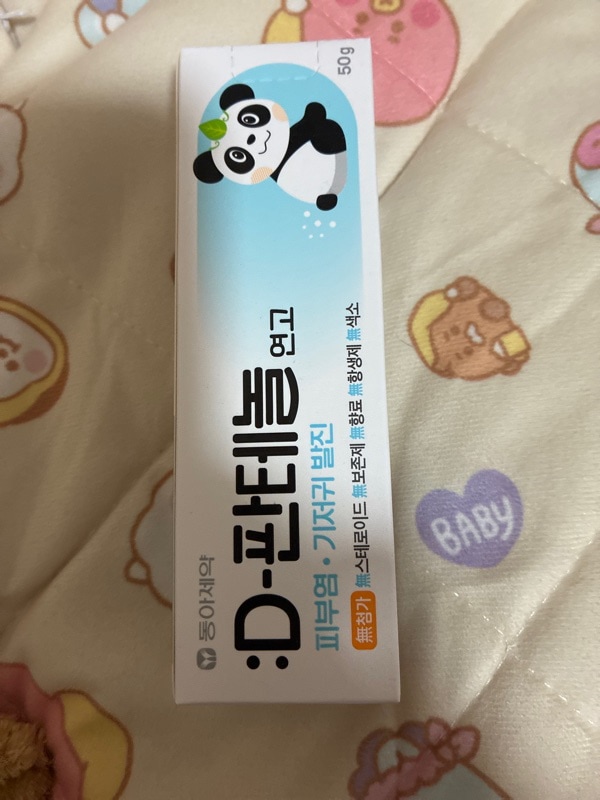 동아제약
:D-판테놀 연고
피부염 · 기저귀 발진
無첨가 無스테로이드 無보존제 無향료 無항생제 無색소
50g
BABY